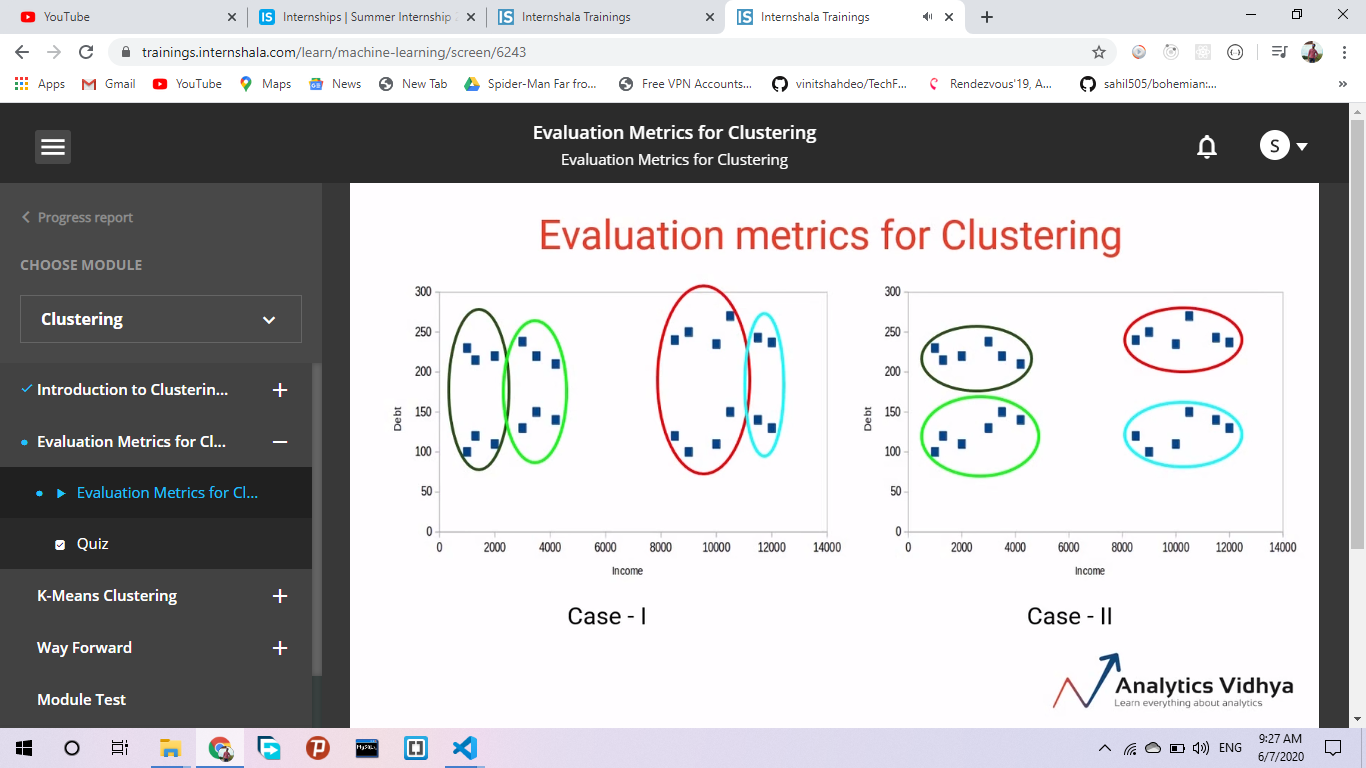 YouTube
Internships | Summer Internship
Internshala Trainings
Internshala Trainings
trainings.internshala.com/learn/machine-learning/screen/6243
Apps
Gmail
YouTube
Maps
News
New Tab
Spider-Man Far fro...
Free VPN Accounts...
vinitshahdeo/TechF...
Rendezvous'19, A...
sahil505/bohemian:...
»
Evaluation Metrics for Clustering
Evaluation Metrics for Clustering
S
Progress report
CHOOSE MODULE
Clustering
Introduction to Clusterin...
Evaluation Metrics for Cl...
Evaluation Metrics for Cl...
Quiz
K-Means Clustering
Way Forward
Module Test
Evaluation metrics for Clustering
300
250
200
150
100
50
0
Debt
0 2000 4000 6000 8000 10000 12000 14000
Income
Case - I
300
250
200
150
100
50
0
Debt
0 2000 4000 6000 8000 10000 12000 14000
Income
Case - II
Analytics Vidhya
Learn everything about analytics
ENG
9:27 AM
6/7/2020